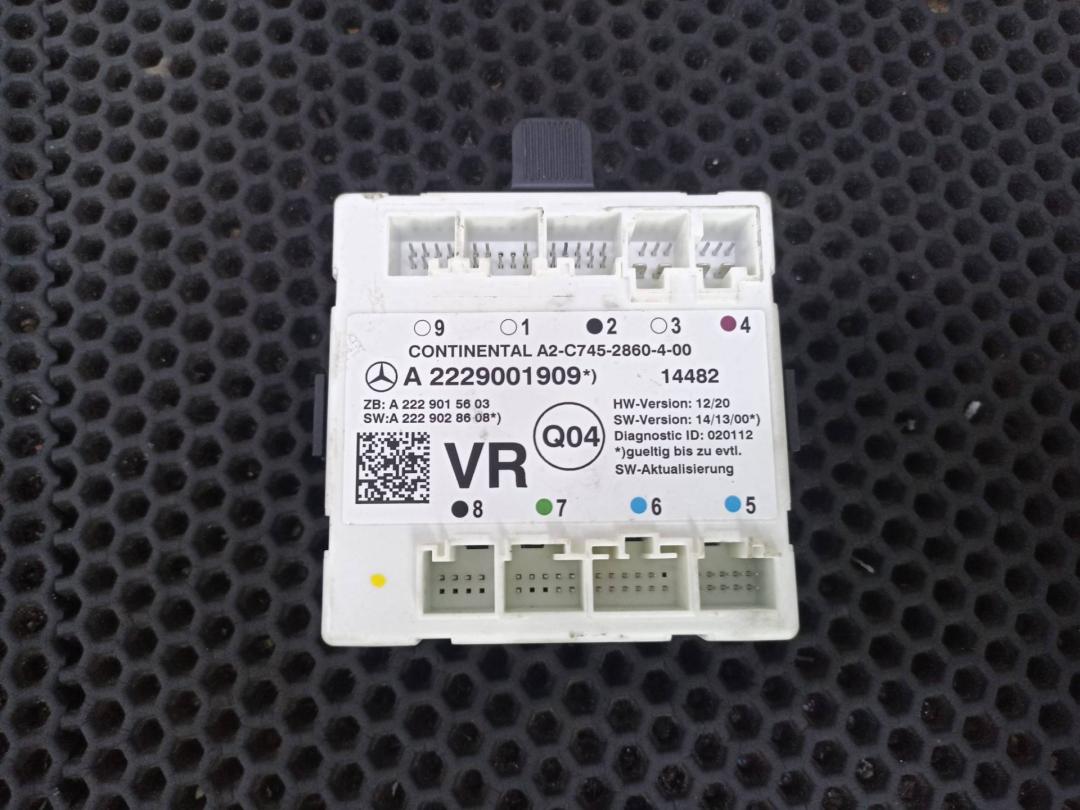 9 1 2 3 4
CONTINENTAL A2-C745-2860-4-00
A 2229001909*) 14482
ZB: A 222 901 56 03
SW:A 222 902 86 08*)
HW-Version: 12/20
SW-Version: 14/13/00*)
Diagnostic ID: 020112
*)gueltig bis zu evtl.
SW-Aktualisierung
Q04
VR
8 7 6 5